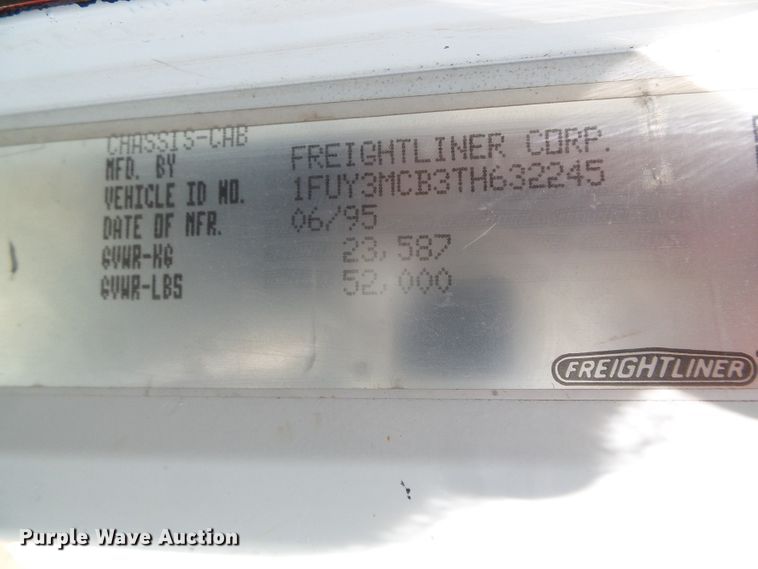 CHASSIS-CAB
MFD. BY FREIGHTLINER CORP.
VEHICLE ID NO. 1FUY3MCB3TH632245
DATE OF MFR. 06/95
GVWR-KG 23,587
GVWR-LBS 52,000
FREIGHTLINER
Purple Wave Auction